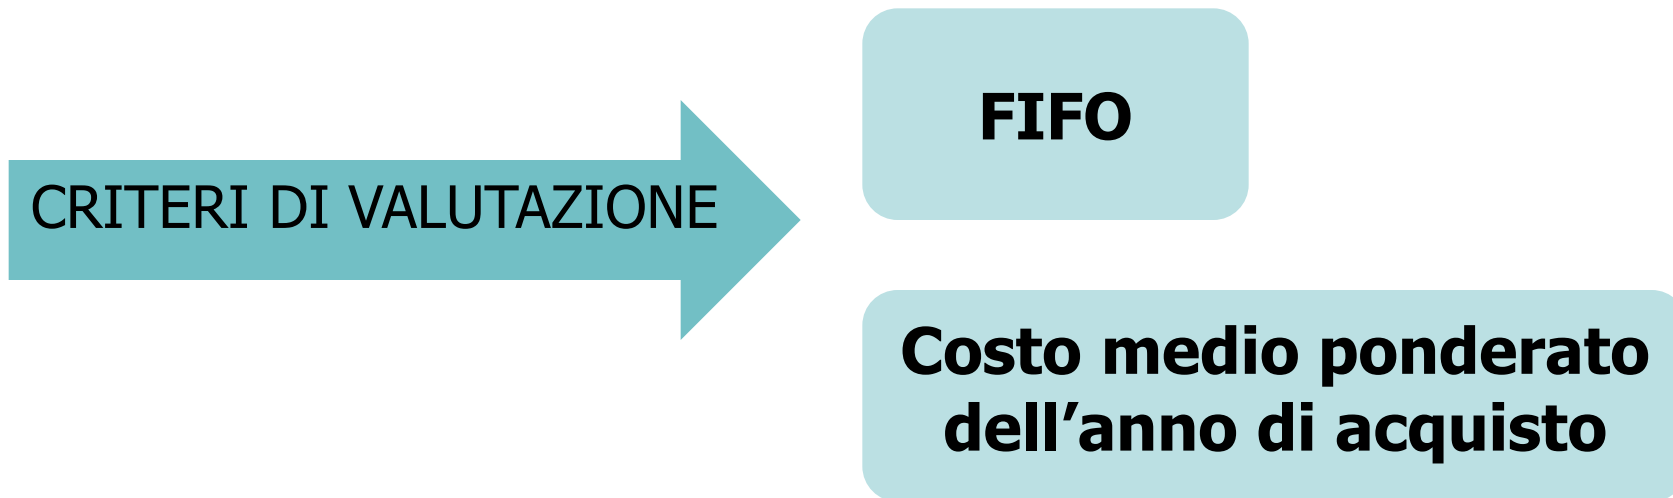 CRITERI DI VALUTAZIONE
FIFO
Costo medio ponderato
dell’anno di acquisto